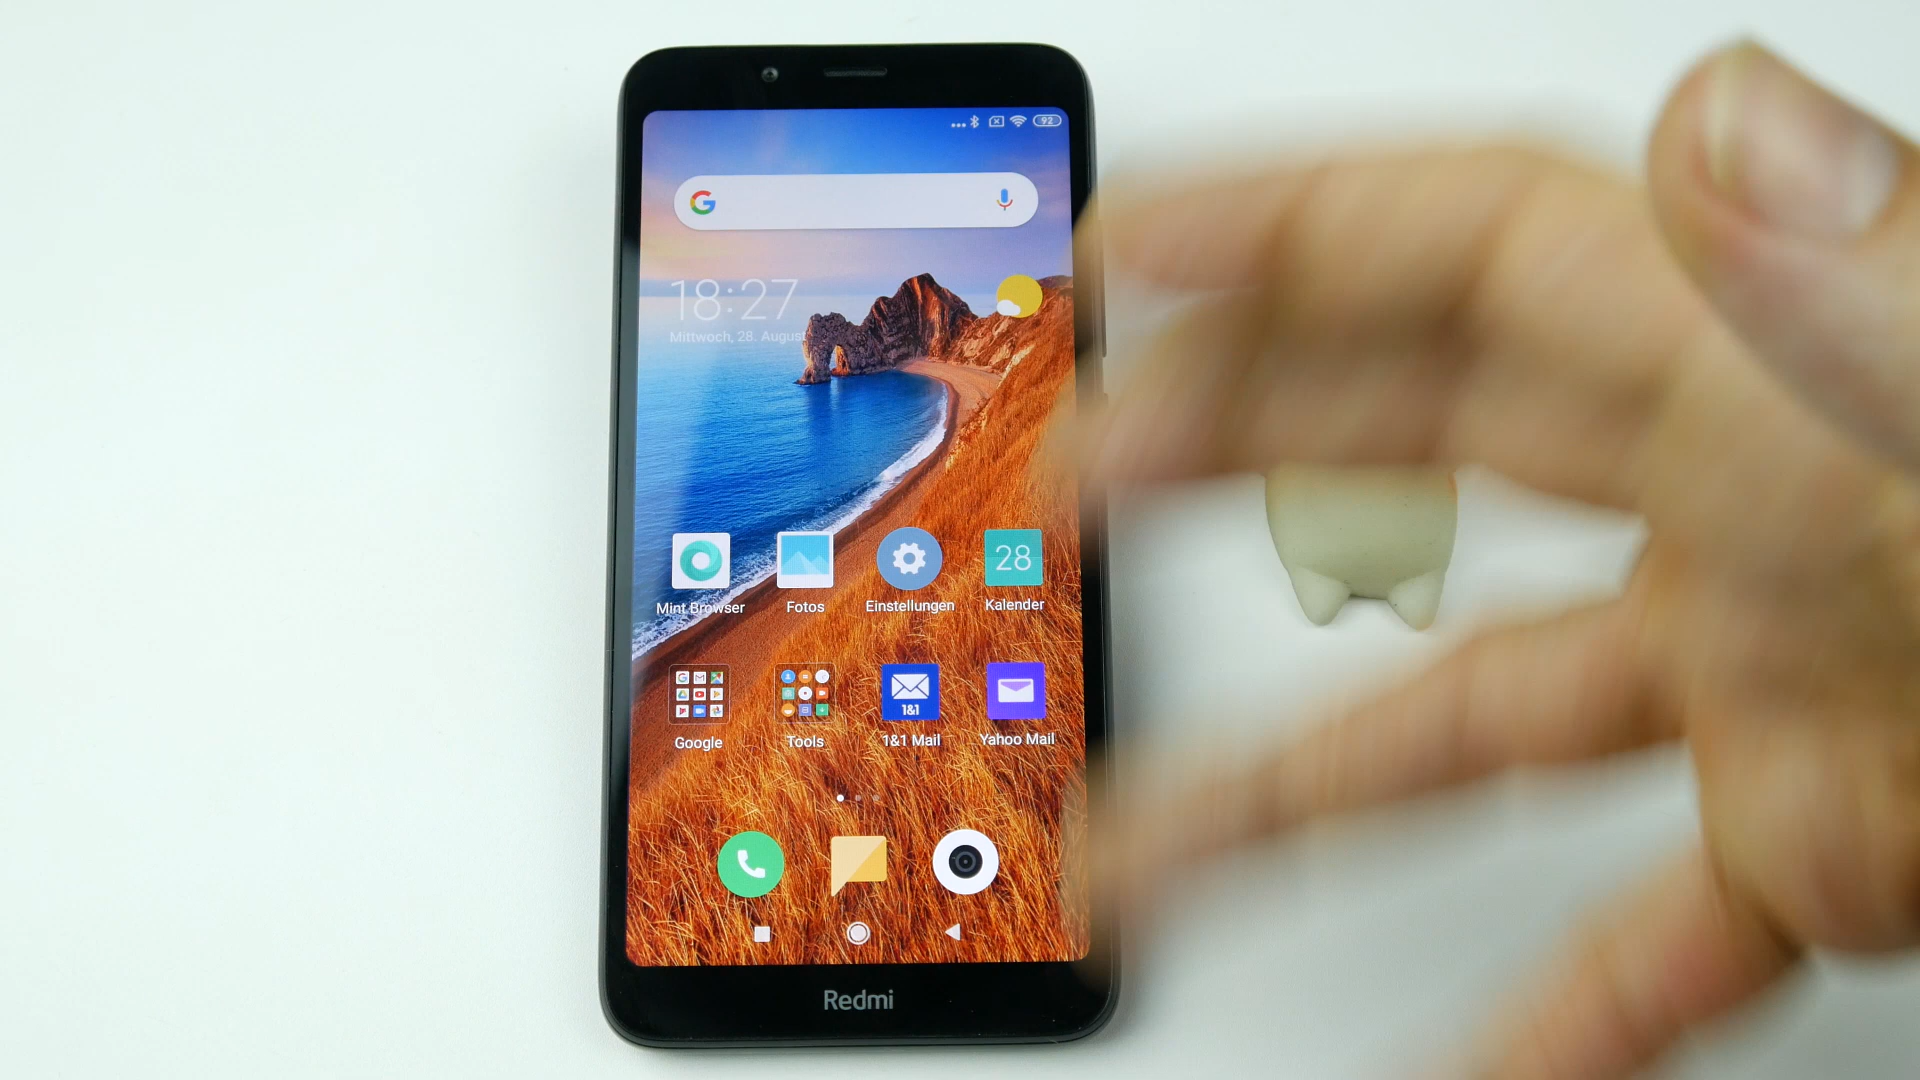 92
18:27
Mittwoch, 28. August
28
Mint Browser
Fotos
Einstellungen
Kalender
1&1
Google
Tools
1&1 Mail
Yahoo Mail
Redmi